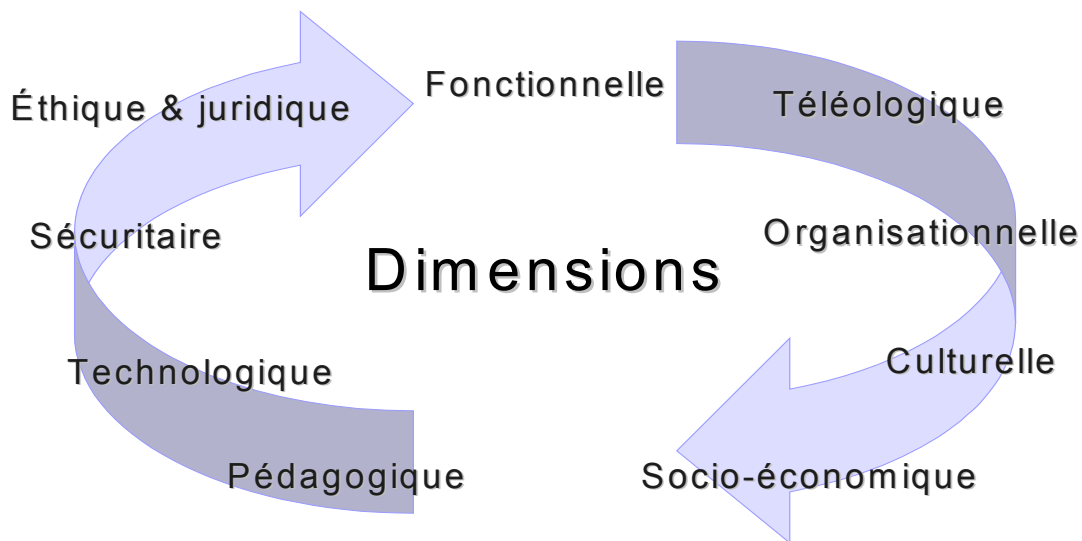 Fonctionnelle
Téléologique
Éthique & juridique
Organisationnelle
Sécuritaire
Dimensions
Culturelle
Technologique
Pédagogique
Socio-économique